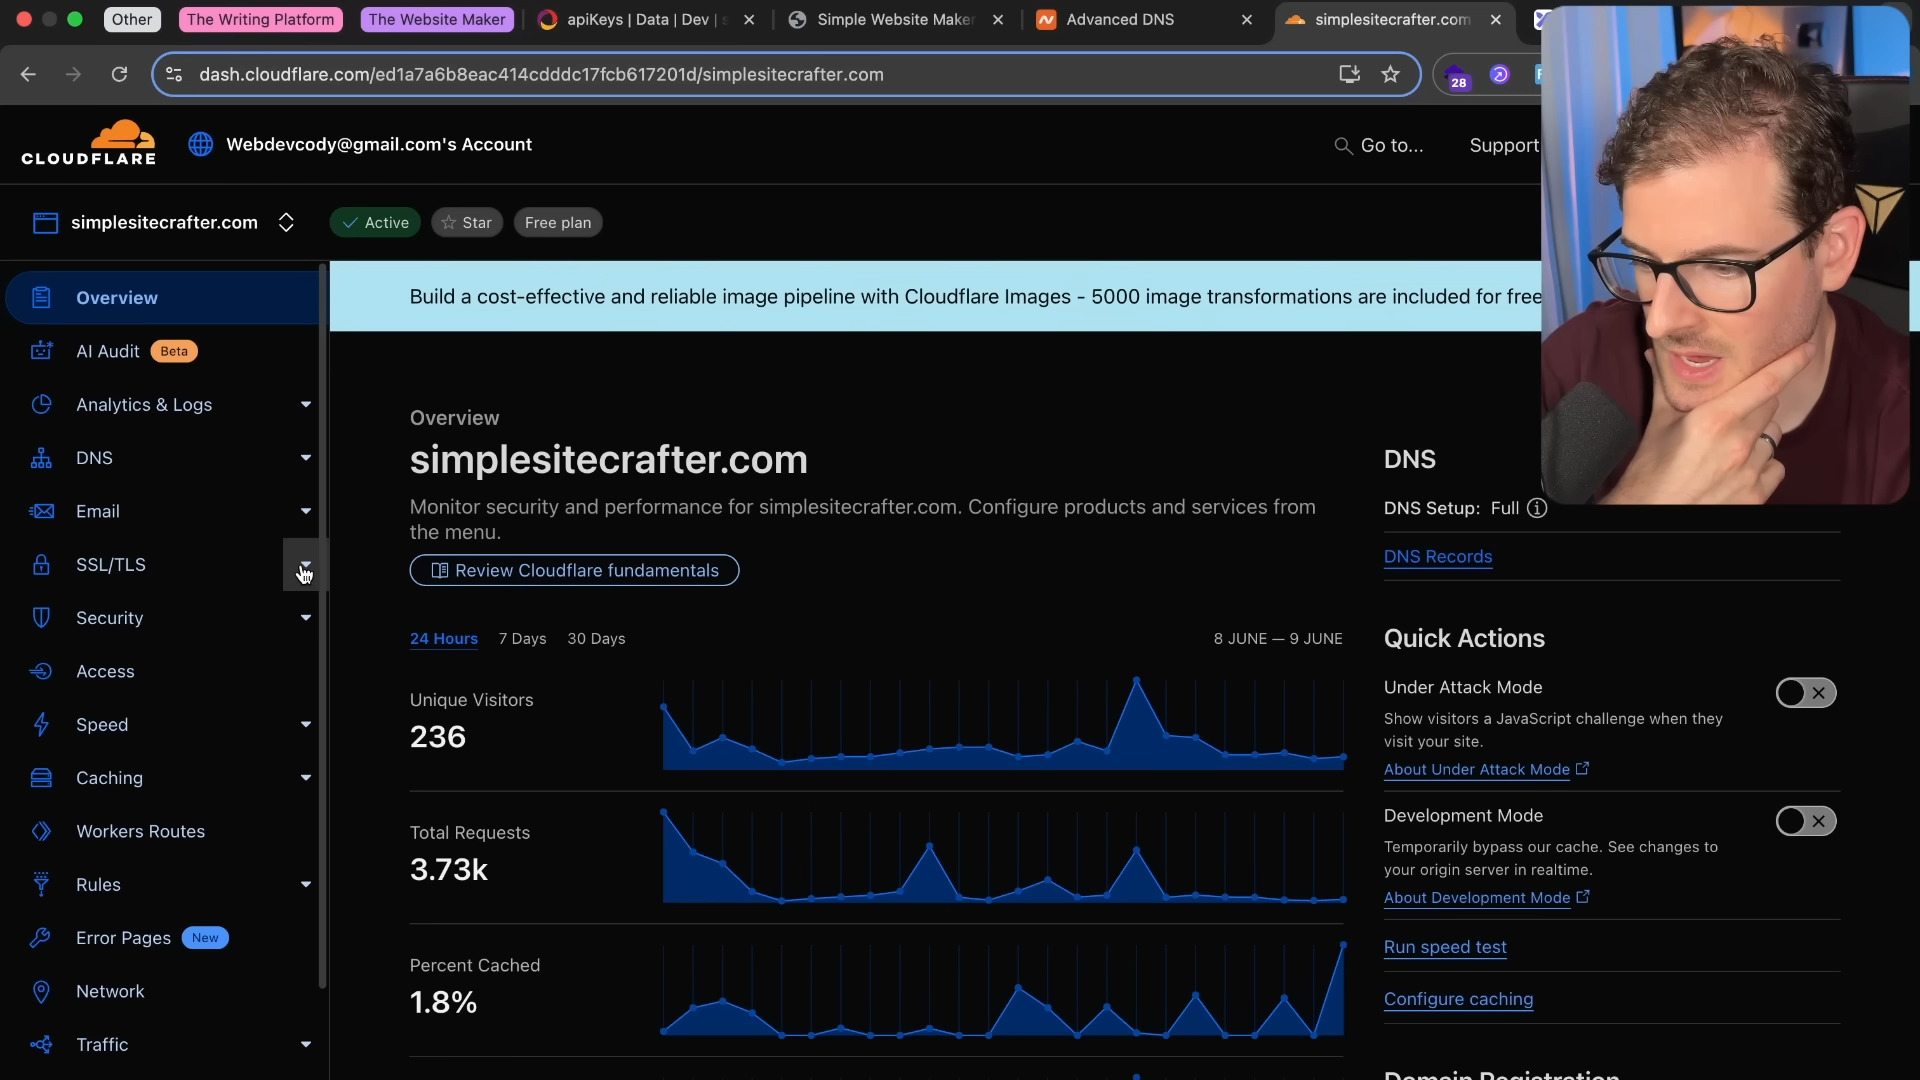 Other
The Writing Platform
The Website Maker
apiKeys | Data | Dev |
Simple Website Maker
Advanced DNS
simplesitecrafter.com
dash.cloudflare.com/ed1a7a6b8eac414cdddc17fcb617201d/simplesitecrafter.com
28
CLOUDFLARE
Webdevcody@gmail.com's Account
Go to...
Support
simplesitecrafter.com
Active
Star
Free plan
Overview
AI Audit
Beta
Analytics & Logs
DNS
Email
SSL/TLS
Security
Access
Speed
Caching
Workers Routes
Rules
Error Pages
New
Network
Traffic
Build a cost-effective and reliable image pipeline with Cloudflare Images - 5000 image transformations are included for free
Overview
simplesitecrafter.com
Monitor security and performance for simplesitecrafter.com. Configure products and services from
the menu.
Review Cloudflare fundamentals
24 Hours
7 Days
30 Days
8 JUNE — 9 JUNE
Unique Visitors
236
Total Requests
3.73k
Percent Cached
1.8%
DNS
DNS Setup: Full
DNS Records
Quick Actions
Under Attack Mode
Show visitors a JavaScript challenge when they
visit your site.
About Under Attack Mode
Development Mode
Temporarily bypass our cache. See changes to
your origin server in realtime.
About Development Mode
Run speed test
Configure caching
Domain Registration